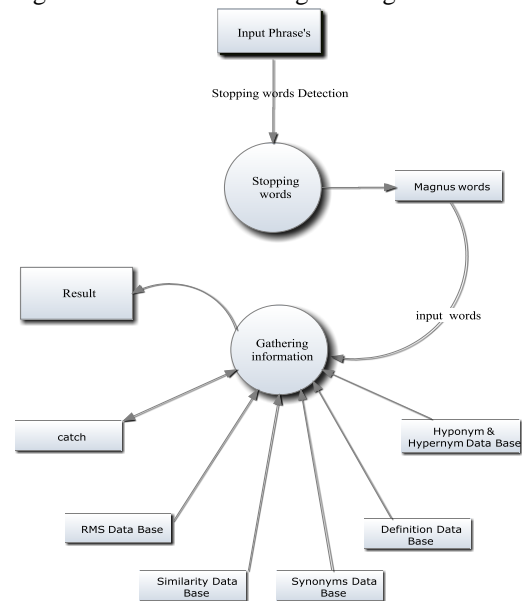 Input Phrase's
Stopping words Detection
Stopping
words
Magnus words
Result
input words
Gathering
information
catch
Hyponym &
Hypernym Data Base
RMS Data Base
Definition Data
Base
Similarity Data
Base
Synonyms Data
Base